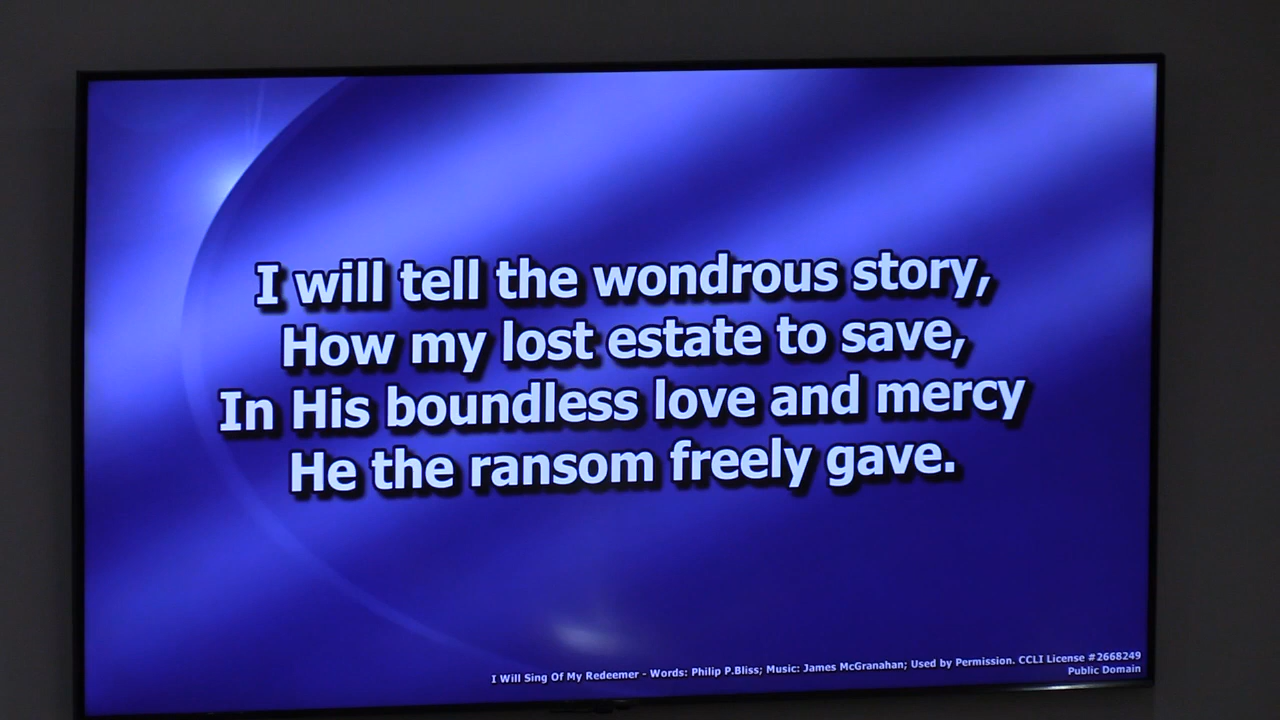 I will tell the wondrous story,
How my lost estate to save,
In His boundless love and mercy
He the ransom freely gave.
I Will Sing Of My Redeemer - Words: Philip P.Bliss; Music: James McGranahan; Used by Permission. CCLI License #2668249
Public Domain